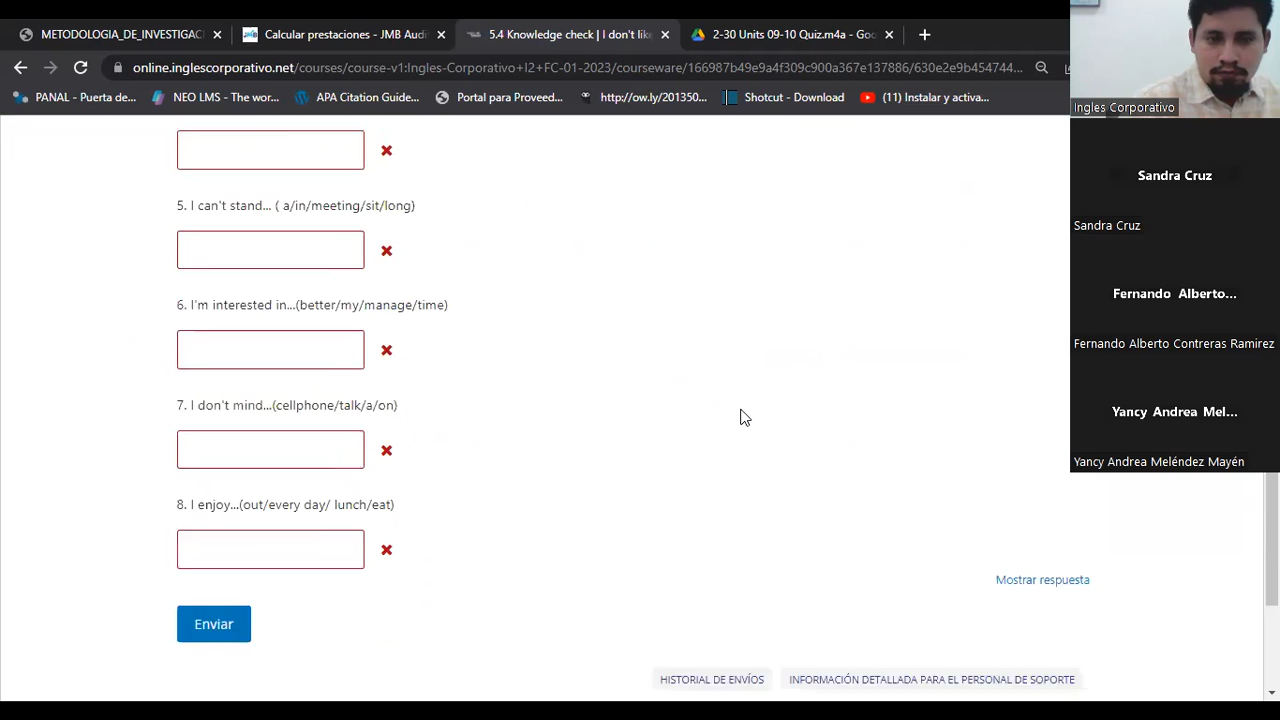 METODOLOGIA_DE_INVESTIGACI
Calcular prestaciones - JMB Audi
5.4 Knowledge check | I don't like
2-30 Units 09-10 Quiz.m4a - Goo
online.inglescorporativo.net/courses/course-v1:Ingles-Corporativo+I2+FC-01-2023/courseware/166987b49e9a4f309c900a367e137886/630e2e9b454744...
PANAL - Puerta de...
NEO LMS - The wor...
APA Citation Guide...
Portal para Proveed...
http://ow.ly/201350...
Shotcut - Download
(11) Instalar y activa...
5. I can't stand... ( a/in/meeting/sit/long)
6. I'm interested in...(better/my/manage/time)
7. I don't mind...(cellphone/talk/a/on)
8. I enjoy...(out/every day/ lunch/eat)
Mostrar respuesta
Enviar
HISTORIAL DE ENVÍOS
INFORMACIÓN DETALLADA PARA EL PERSONAL DE SOPORTE
Ingles Corporativo
Sandra Cruz
Sandra Cruz
Fernando Alberto...
Fernando Alberto Contreras Ramirez
Yancy Andrea Mel...
Yancy Andrea Meléndez Mayén